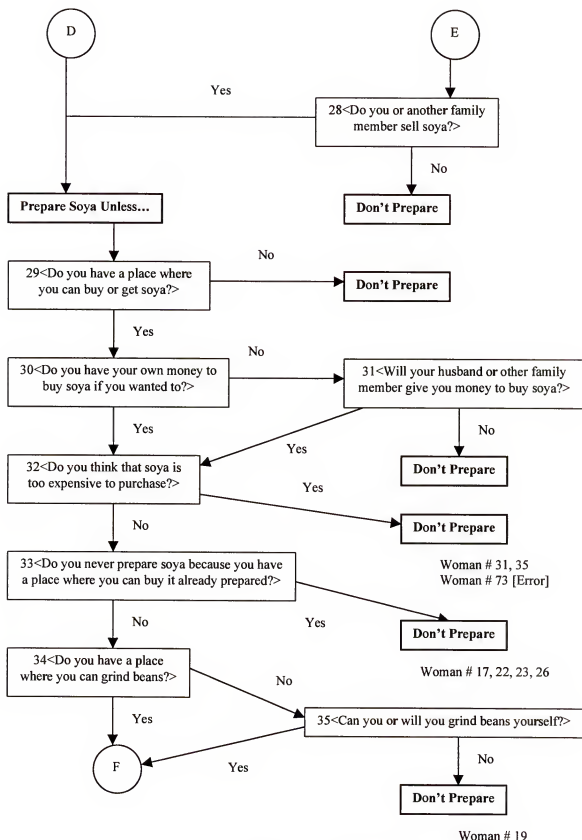 D
E
Yes
28<Do you or another family
member sell soya?>
No
Prepare Soya Unless...
Don't Prepare
No
29<Do you have a place where
you can buy or get soya?>
Don't Prepare
Yes
No
30<Do you have your own money to
buy soya if you wanted to?>
31<Will your husband or other family
member give you money to buy soya?>
Yes
No
Yes
32<Do you think that soya is
too expensive to purchase?>
Don't Prepare
Yes
No
Don't Prepare
Woman # 31, 35
Woman # 73 [Error]
33<Do you never prepare soya because you have
a place where you can buy it already prepared?>
No
Yes
Don't Prepare
Woman # 17, 22, 23, 26
34<Do you have a place
where you can grind beans?>
No
Yes
35<Can you or will you grind beans yourself?>
F
Yes
No
Don't Prepare
Woman # 19